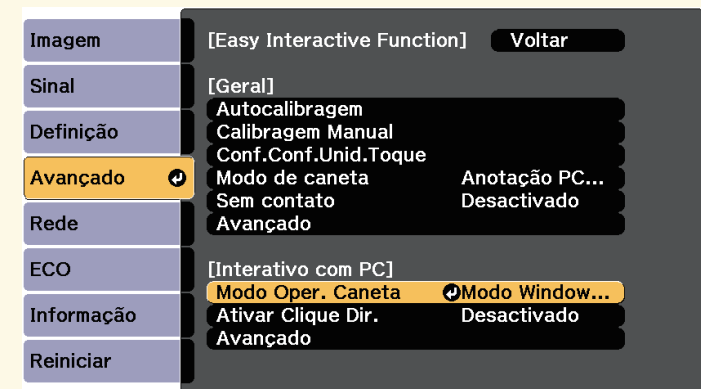 Imagem
Sinal
Definição
Avançado
Rede
ECO
Informação
Reiniciar
[Easy Interactive Function] Voltar
[Geral]
Autocalibragem
Calibragem Manual
Conf.Conf.Unid.Toque
Modo de caneta Anotação PC...
Sem contato Desactivado
Avançado
[Interativo com PC]
Modo Oper. Caneta Modo Window...
Ativar Clique Dir. Desactivado
Avançado